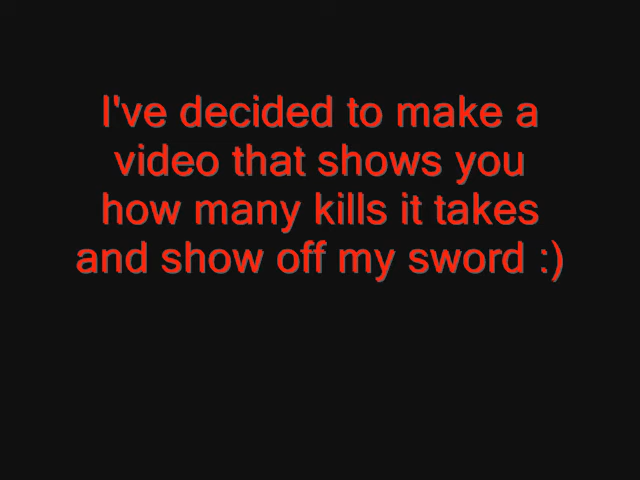 I've decided to make a
video that shows you
how many kills it takes
and show off my sword :)